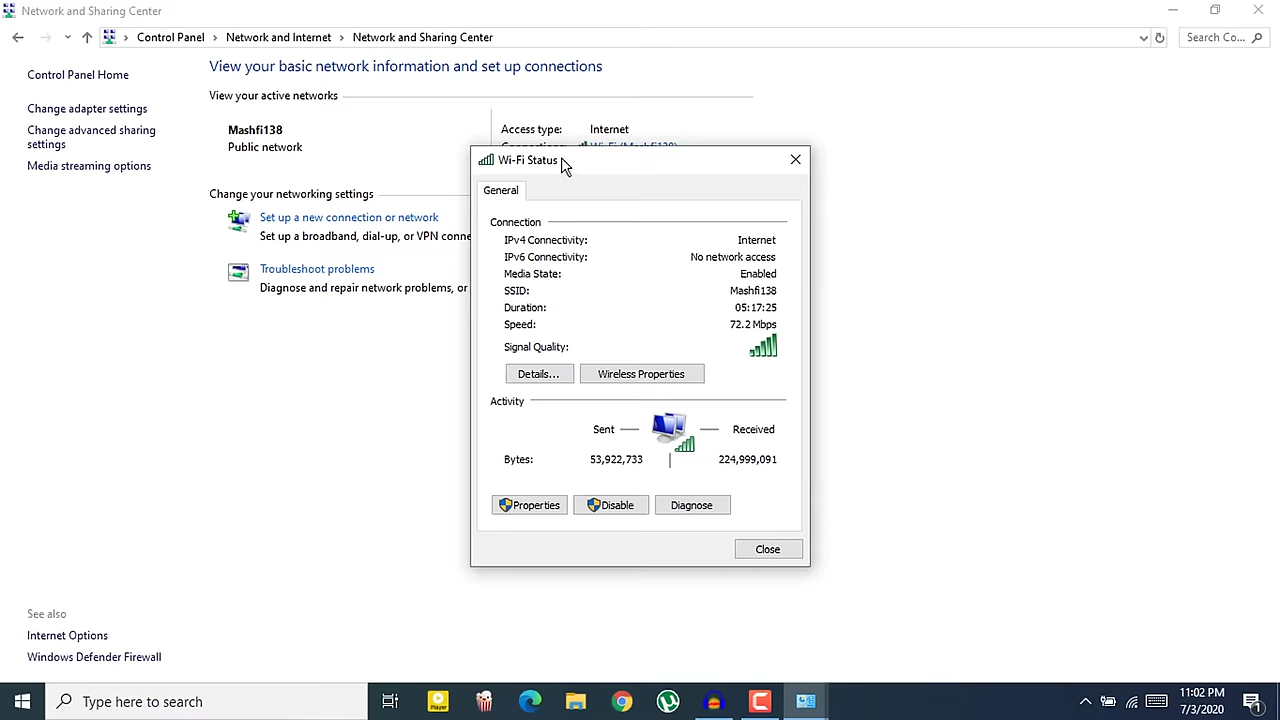 Network and Sharing Center
Control Panel > Network and Internet > Network and Sharing Center
Search Co...
Control Panel Home
Change adapter settings
Change advanced sharing
settings
Media streaming options
View your basic network information and set up connections
View your active networks
Mashfi138
Public network
Access type: Internet
Connections: Wi-Fi (Mashfi138)
Change your networking settings
Set up a new connection or network
Set up a broadband, dial-up, or VPN conne
Troubleshoot problems
Diagnose and repair network problems, or
Wi-Fi Status
General
Connection
IPv4 Connectivity: Internet
IPv6 Connectivity: No network access
Media State: Enabled
SSID: Mashfi138
Duration: 05:17:25
Speed: 72.2 Mbps
Signal Quality:
Details... Wireless Properties
Activity
Sent Received
Bytes: 53,922,733 224,999,091
Properties Disable Diagnose
Close
See also
Internet Options
Windows Defender Firewall
Type here to search
Player
11:02 PM
7/3/2020
1